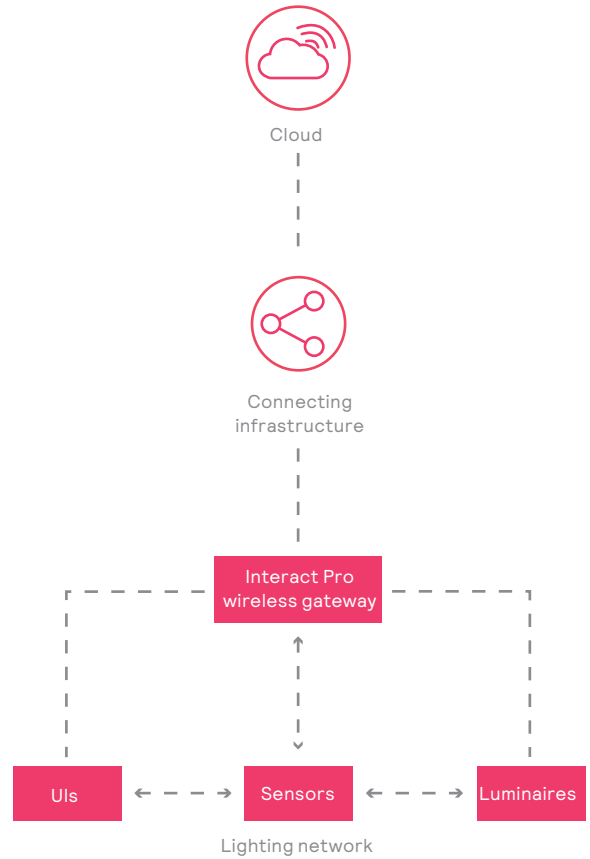 Cloud
Connecting
infrastructure
Interact Pro
wireless gateway
UIs
Sensors
Luminaires
Lighting network